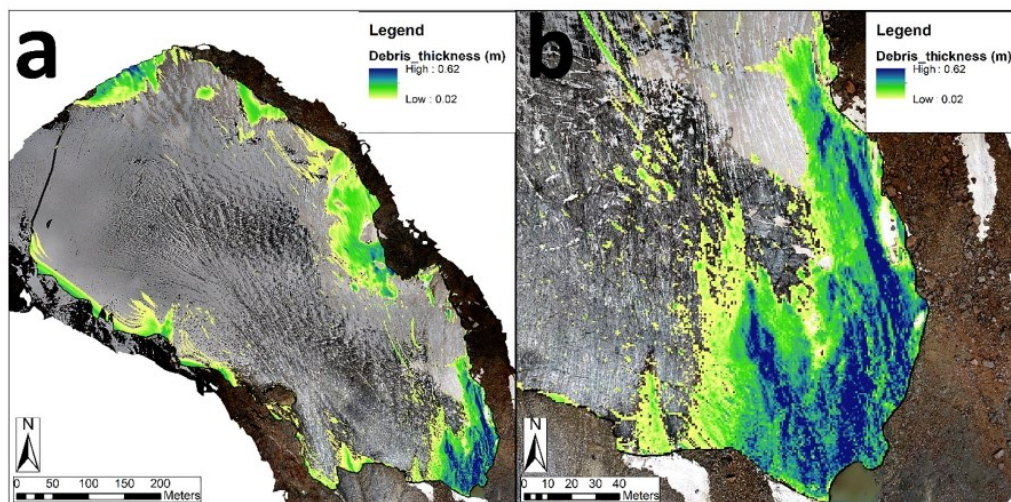 a
Legend
Debris_thickness (m)
High : 0.62
Low : 0.02
N
0 50 100 150 200
Meters
b
Legend
Debris_thickness (m)
High : 0.62
Low : 0.02
N
0 5 10 20 30 40
Meters